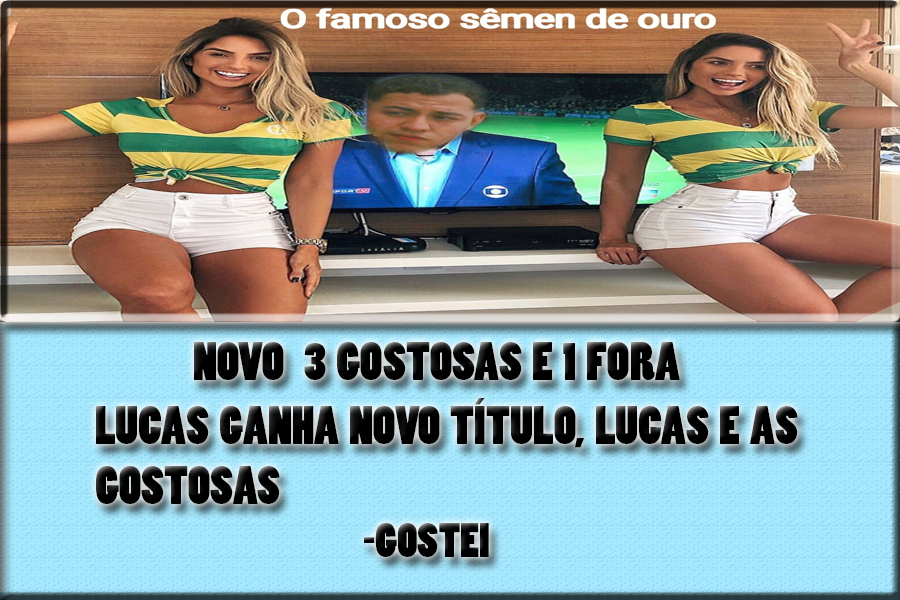 O famoso sêmen de ouro
NOVO 3 GOSTOSAS E 1 FORA
LUCAS GANHA NOVO TÍTULO, LUCAS E AS
GOSTOSAS
-GOSTEI